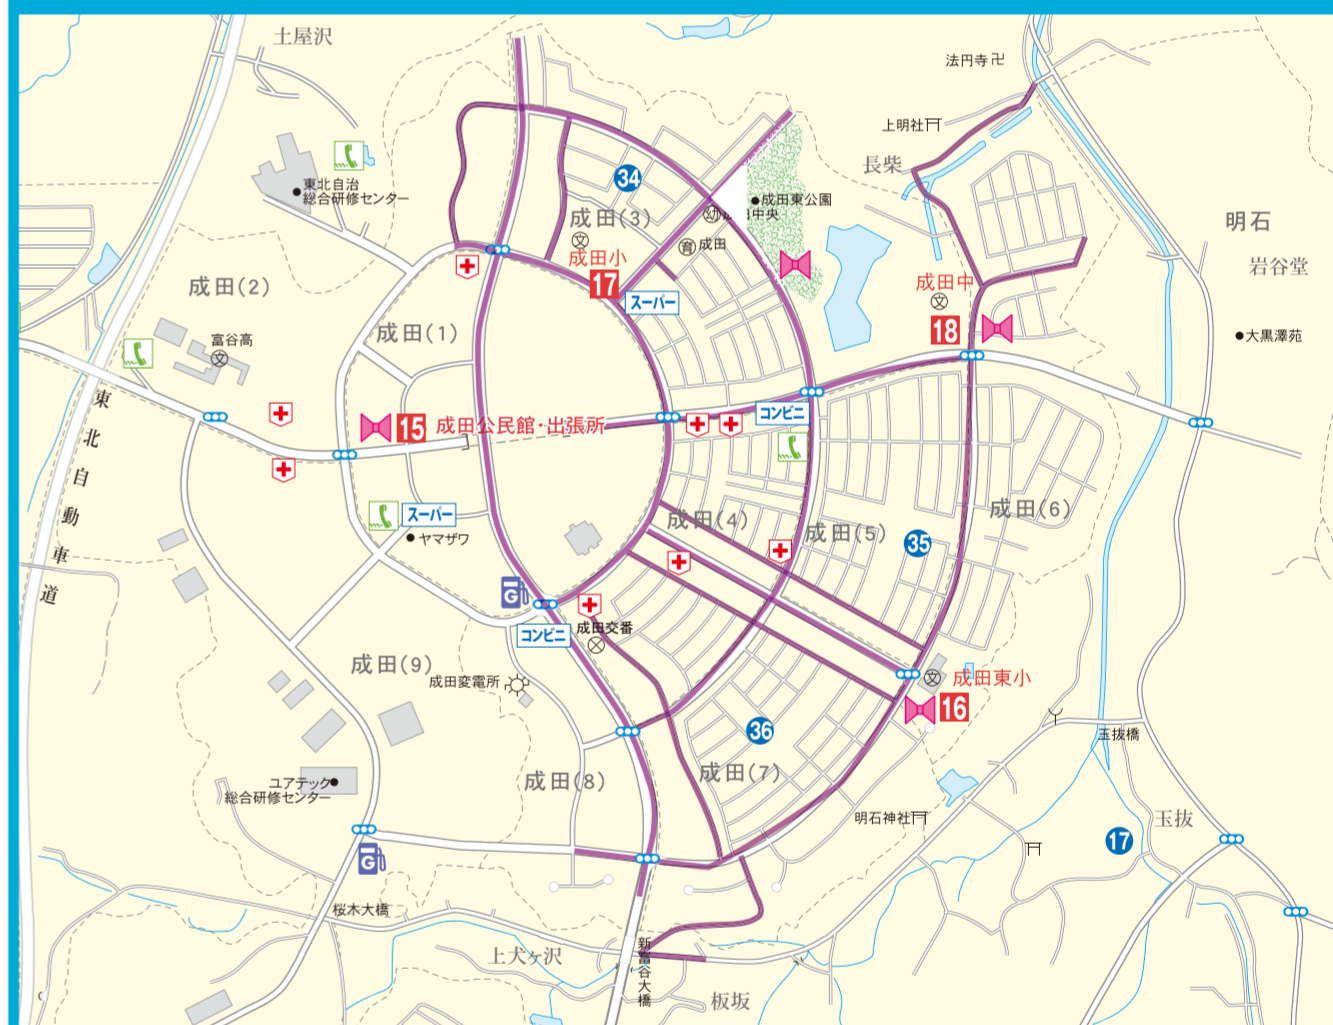 土屋沢
法円寺
上明社
長柴
34
東北自治
総合研修センター
成田東公園
成田(3)
幼
中央
明石
文
育 成田
成田小
岩谷堂
成田(2)
17
スーパー
成田中
文
18
成田(1)
富谷高
文
大黒澤苑
東北自動車道
15 成田公民館・出張所
コンビニ
スーパー
ヤマザワ
成田(4)
成田(5)
成田(6)
35
G
コンビニ
成田交番
成田(9)
成田変電所
文 成田東小
16
36
玉抜橋
成田(7)
成田(8)
ユアテック
総合研修センター
明石神社
玉抜
17
G
桜木大橋
上犬ヶ沢
新富谷大橋
板坂